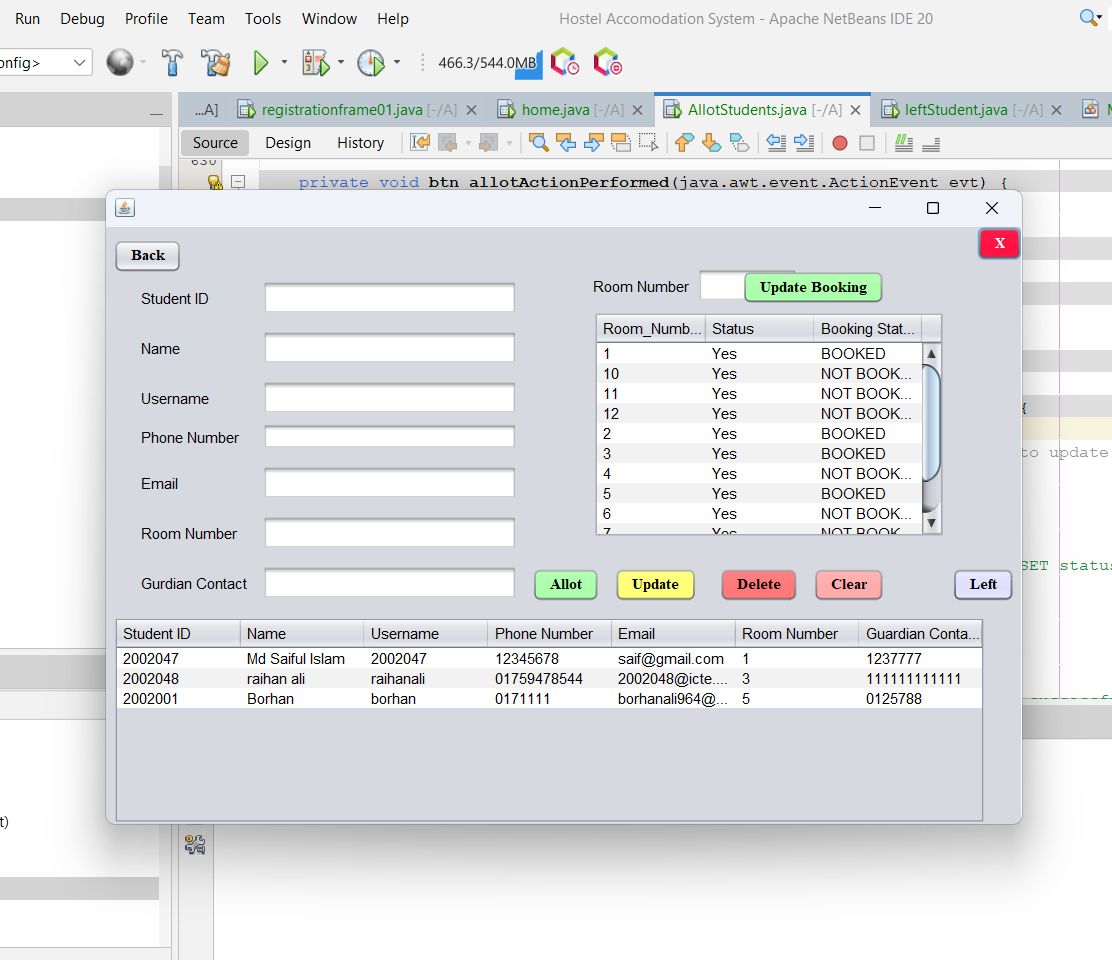 Run Debug Profile Team Tools Window Help Hostel Accomodation System - Apache NetBeans IDE 20
onfig> 466.3/544.0MB
...A] registrationframe01.java [-/A] home.java [-/A] AllotStudents.java [-/A] leftStudent.java [-/A]
Source Design History
630
private void btn_allotActionPerformed(java.awt.event.ActionEvent evt) {
X
Back
Student ID
Room Number Update Booking
Name
Username
Phone Number
Email
Room Number
Gurdian Contact
Room_Numb... Status Booking Stat...
1 Yes BOOKED
10 Yes NOT BOOK...
11 Yes NOT BOOK...
12 Yes NOT BOOK...
2 Yes BOOKED
3 Yes BOOKED
4 Yes NOT BOOK...
5 Yes BOOKED
6 Yes NOT BOOK...
7 Yes NOT BOOK...
{
to update
SET status
Allot Update Delete Clear Left
Student ID Name Username Phone Number Email Room Number Guardian Conta...
2002047 Md Saiful Islam 2002047 12345678 saif@gmail.com 1 1237777
2002048 raihan ali raihanali 01759478544 2002048@icte.... 3 111111111111
2002001 Borhan borhan 0171111 borhanali964@... 5 0125788
t)